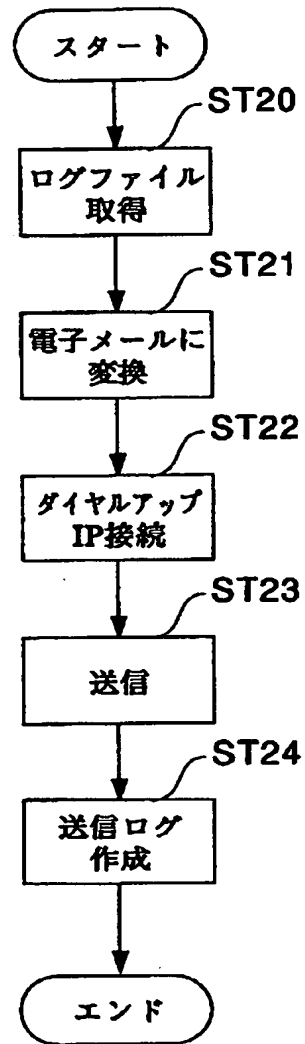 スタート
ST20
ログファイル
取得
ST21
電子メールに
変換
ST22
ダイヤルアップ
IP接続
ST23
送信
ST24
送信ログ
作成
エンド